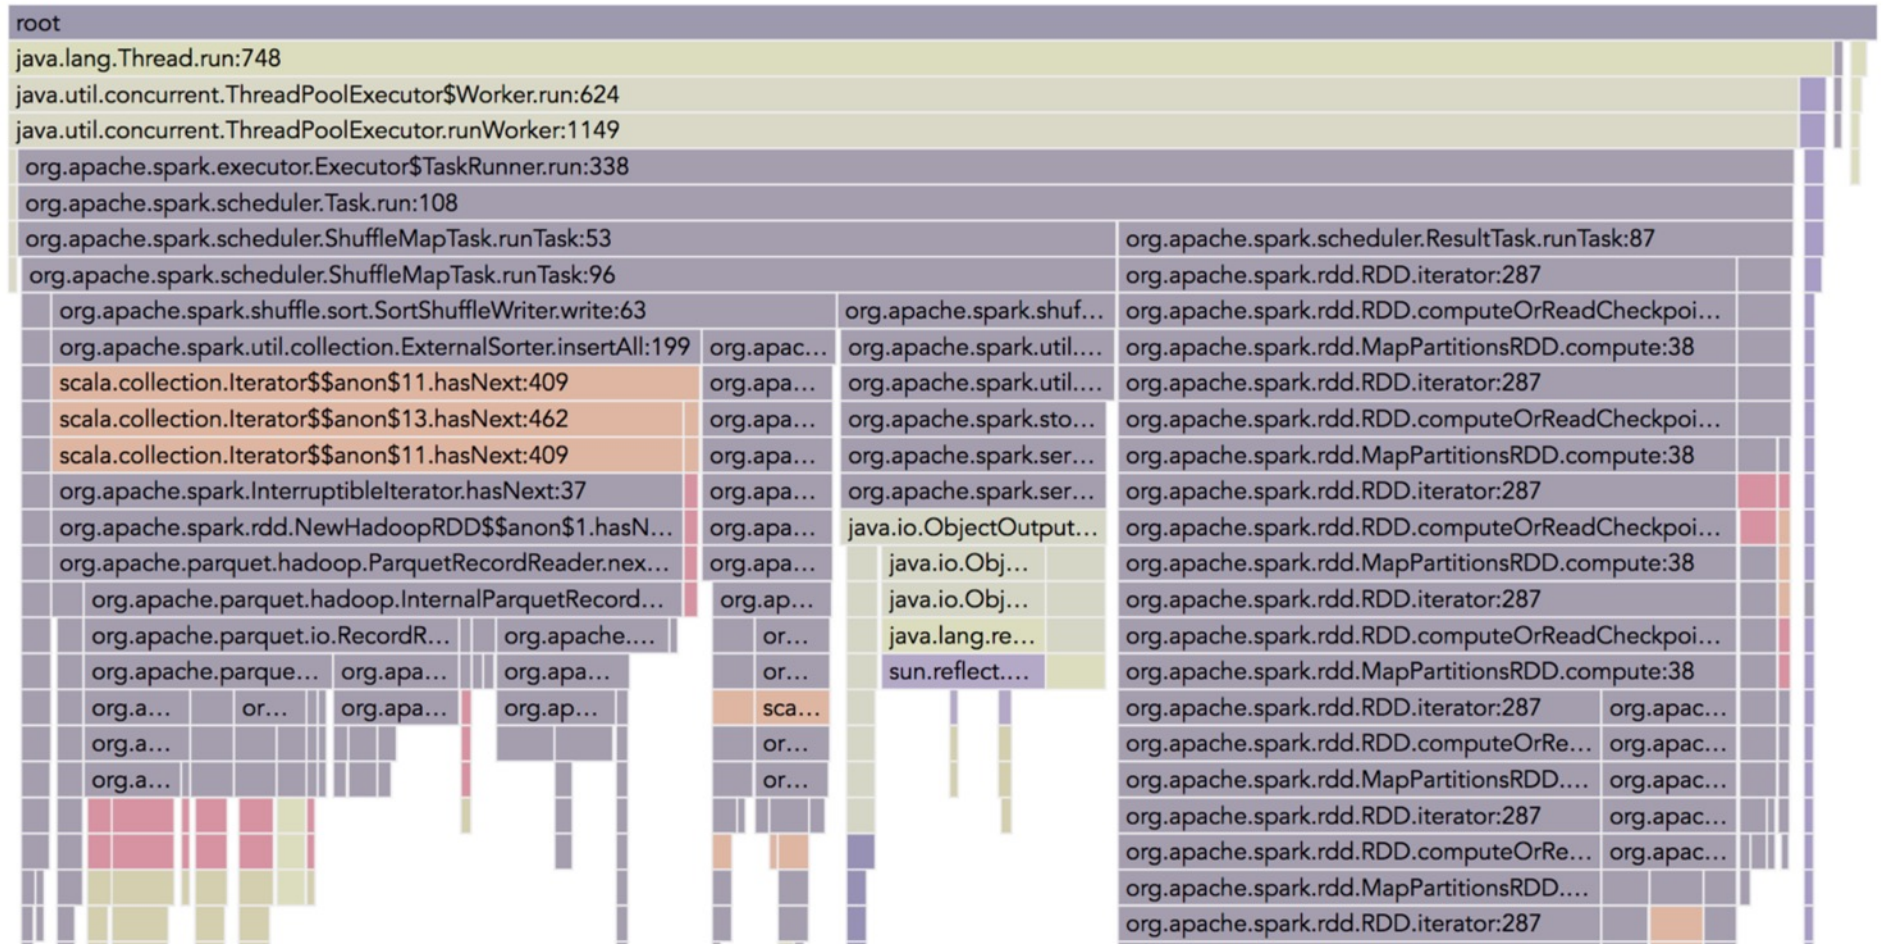 root
java.lang.Thread.run:748
java.util.concurrent.ThreadPoolExecutor$Worker.run:624
java.util.concurrent.ThreadPoolExecutor.runWorker:1149
org.apache.spark.executor.Executor$TaskRunner.run:338
org.apache.spark.scheduler.Task.run:108
org.apache.spark.scheduler.ShuffleMapTask.runTask:53 org.apache.spark.scheduler.ResultTask.runTask:87
org.apache.spark.scheduler.ShuffleMapTask.runTask:96 org.apache.spark.rdd.RDD.iterator:287
org.apache.spark.shuffle.sort.SortShuffleWriter.write:63 org.apache.spark.shuf... org.apache.spark.rdd.RDD.computeOrReadCheckpoi...
org.apache.spark.util.collection.ExternalSorter.insertAll:199 org.apac... org.apache.spark.util.... org.apache.spark.rdd.MapPartitionsRDD.compute:38
scala.collection.Iterator$$anon$11.hasNext:409 org.apa... org.apache.spark.util.... org.apache.spark.rdd.RDD.iterator:287
scala.collection.Iterator$$anon$13.hasNext:462 org.apa... org.apache.spark.sto... org.apache.spark.rdd.RDD.computeOrReadCheckpoi...
scala.collection.Iterator$$anon$11.hasNext:409 org.apa... org.apache.spark.ser... org.apache.spark.rdd.MapPartitionsRDD.compute:38
org.apache.spark.InterruptibleIterator.hasNext:37 org.apa... org.apache.spark.ser... org.apache.spark.rdd.RDD.iterator:287
org.apache.spark.rdd.NewHadoopRDD$$anon$1.hasN... org.apa... java.io.ObjectOutput... org.apache.spark.rdd.RDD.computeOrReadCheckpoi...
org.apache.parquet.hadoop.ParquetRecordReader.nex... org.apa... java.io.Obj... org.apache.spark.rdd.MapPartitionsRDD.compute:38
org.apache.parquet.hadoop.InternalParquetRecord... org.ap... java.io.Obj... org.apache.spark.rdd.RDD.iterator:287
org.apache.parquet.io.RecordR... org.apache.... or... java.lang.re... org.apache.spark.rdd.RDD.computeOrReadCheckpoi...
org.apache.parque... org.apa... org.apa... or... sun.reflect.... org.apache.spark.rdd.MapPartitionsRDD.compute:38
org.a... or... org.apa... org.ap... sca... org.apache.spark.rdd.RDD.iterator:287 org.apac...
org.a... or... org.apache.spark.rdd.RDD.computeOrRe... org.apac...
org.a... or... org.apache.spark.rdd.MapPartitionsRDD.... org.apac...
org.apache.spark.rdd.RDD.iterator:287 org.apac...
org.apache.spark.rdd.RDD.computeOrRe... org.apac...
org.apache.spark.rdd.MapPartitionsRDD....
org.apache.spark.rdd.RDD.iterator:287